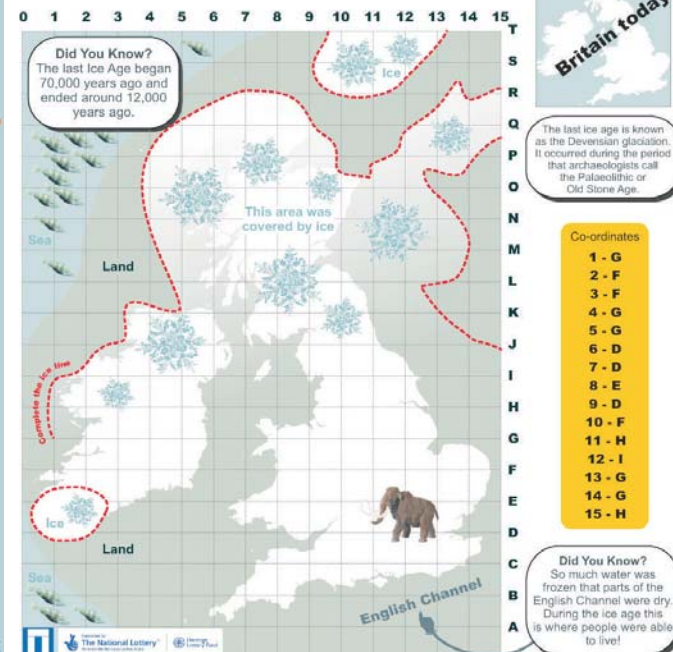 0 1 2 3 4 5 6 7 8 9 10 11 12 13 14 15
T
S
R
Q
P
O
N
M
L
K
J
I
H
G
F
E
D
C
B
A
Did You Know?
The last Ice Age began
70,000 years ago and
ended around 12,000
years ago.
Ice
This area was
covered by ice
Sea
Land
Complete the ice line
Ice
Land
Sea
English Channel
The National Lottery
Britain today
The last ice age is known
as the Devensian glaciation.
It occurred during the period
that archaeologists call
the Palaeolithic or
Old Stone Age.
Co-ordinates
1 - G
2 - F
3 - F
4 - G
5 - G
6 - D
7 - D
8 - E
9 - D
10 - F
11 - H
12 - I
13 - G
14 - G
15 - H
Did You Know?
So much water was
frozen that parts of the
English Channel were dry.
During the ice age this
is where people were able
to live!